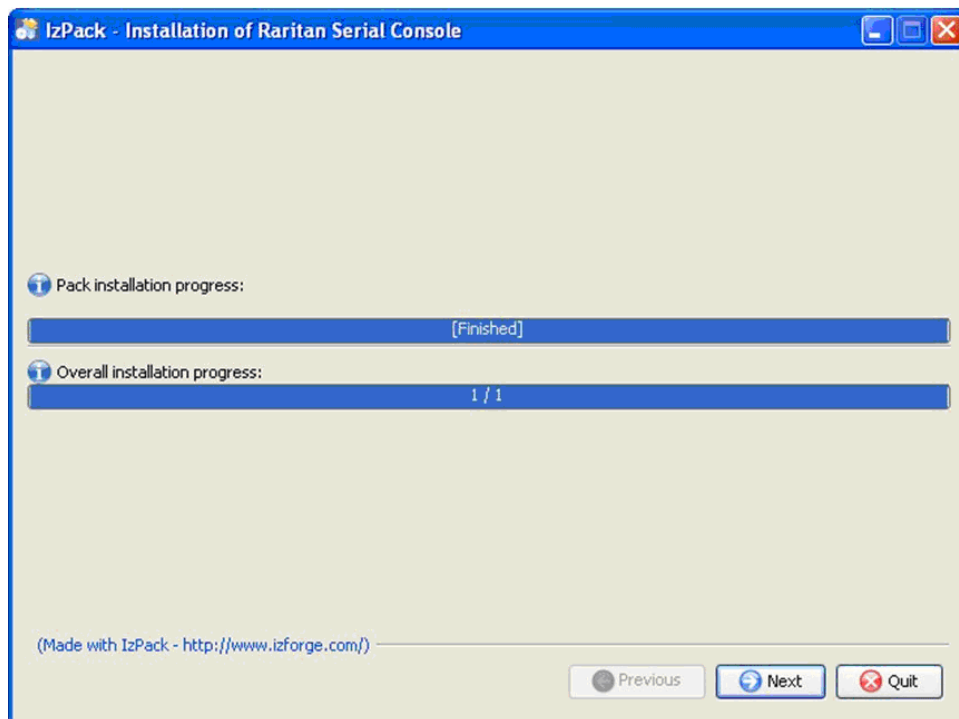 IzPack - Installation of Raritan Serial Console
Pack installation progress:
[Finished]
Overall installation progress:
1 / 1
(Made with IzPack - http://www.izforge.com/)
Previous
Next
Quit